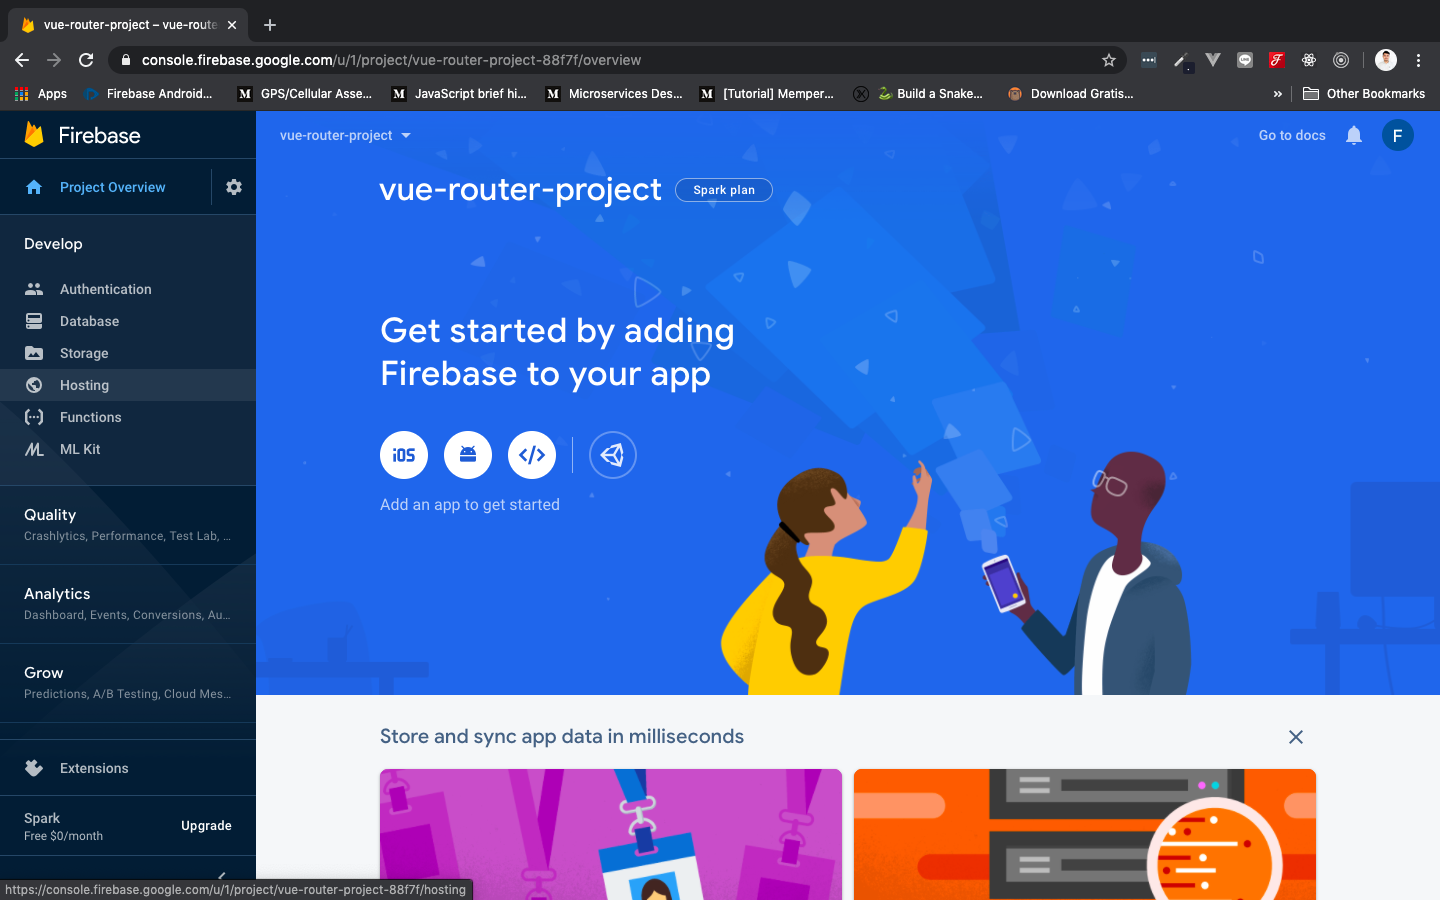 vue-router-project – vue-route
console.firebase.google.com/u/1/project/vue-router-project-88f7f/overview
Apps
Firebase Android...
GPS/Cellular Asse...
JavaScript brief hi...
Microservices Des...
[Tutorial] Memper...
Build a Snake...
Download Gratis...
»
Other Bookmarks
Firebase
vue-router-project
Go to docs
F
Project Overview
vue-router-project
Spark plan
Develop
Authentication
Database
Storage
Hosting
Functions
ML Kit
Get started by adding
Firebase to your app
iOS
Add an app to get started
Quality
Crashlytics, Performance, Test Lab, ...
Analytics
Dashboard, Events, Conversions, Au...
Grow
Predictions, A/B Testing, Cloud Mes...
Store and sync app data in milliseconds
Extensions
Spark
Free $0/month
Upgrade
https://console.firebase.google.com/u/1/project/vue-router-project-88f7f/hosting